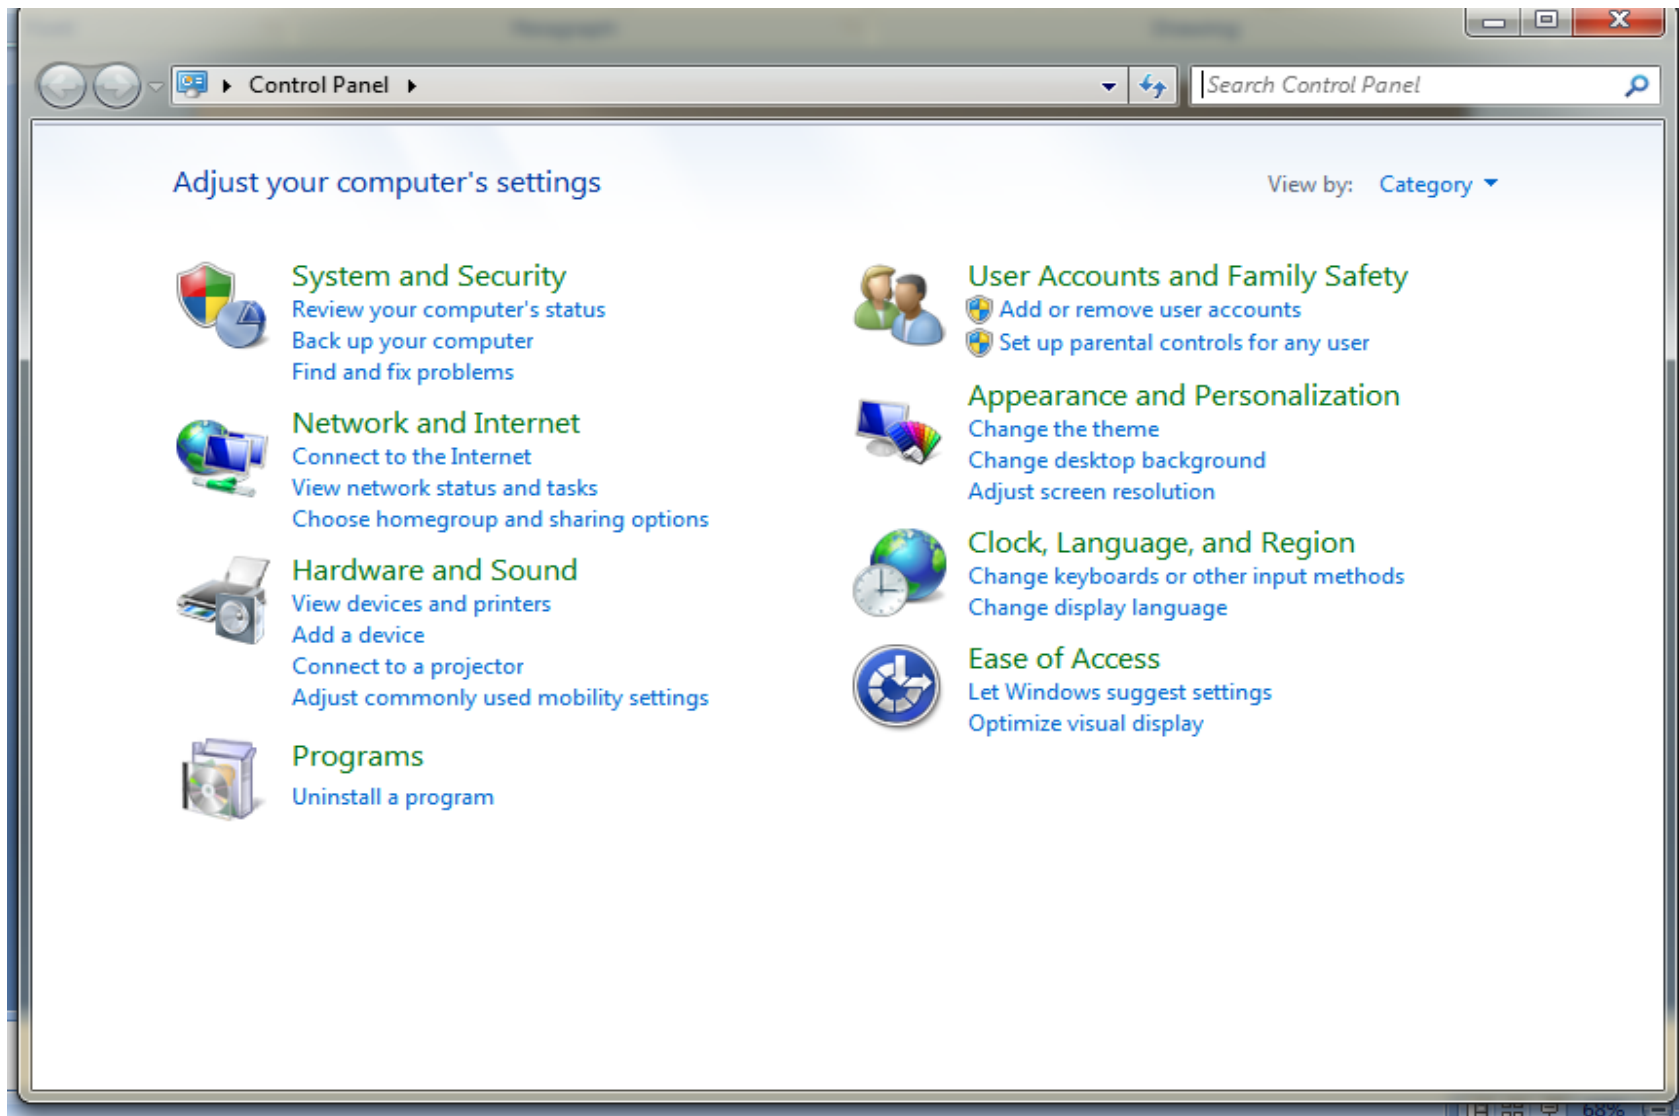 Paragraph
Drawing
Control Panel
Search Control Panel
Adjust your computer's settings
View by: Category
System and Security
Review your computer's status
Back up your computer
Find and fix problems
Network and Internet
Connect to the Internet
View network status and tasks
Choose homegroup and sharing options
Hardware and Sound
View devices and printers
Add a device
Connect to a projector
Adjust commonly used mobility settings
Programs
Uninstall a program
User Accounts and Family Safety
Add or remove user accounts
Set up parental controls for any user
Appearance and Personalization
Change the theme
Change desktop background
Adjust screen resolution
Clock, Language, and Region
Change keyboards or other input methods
Change display language
Ease of Access
Let Windows suggest settings
Optimize visual display
68%